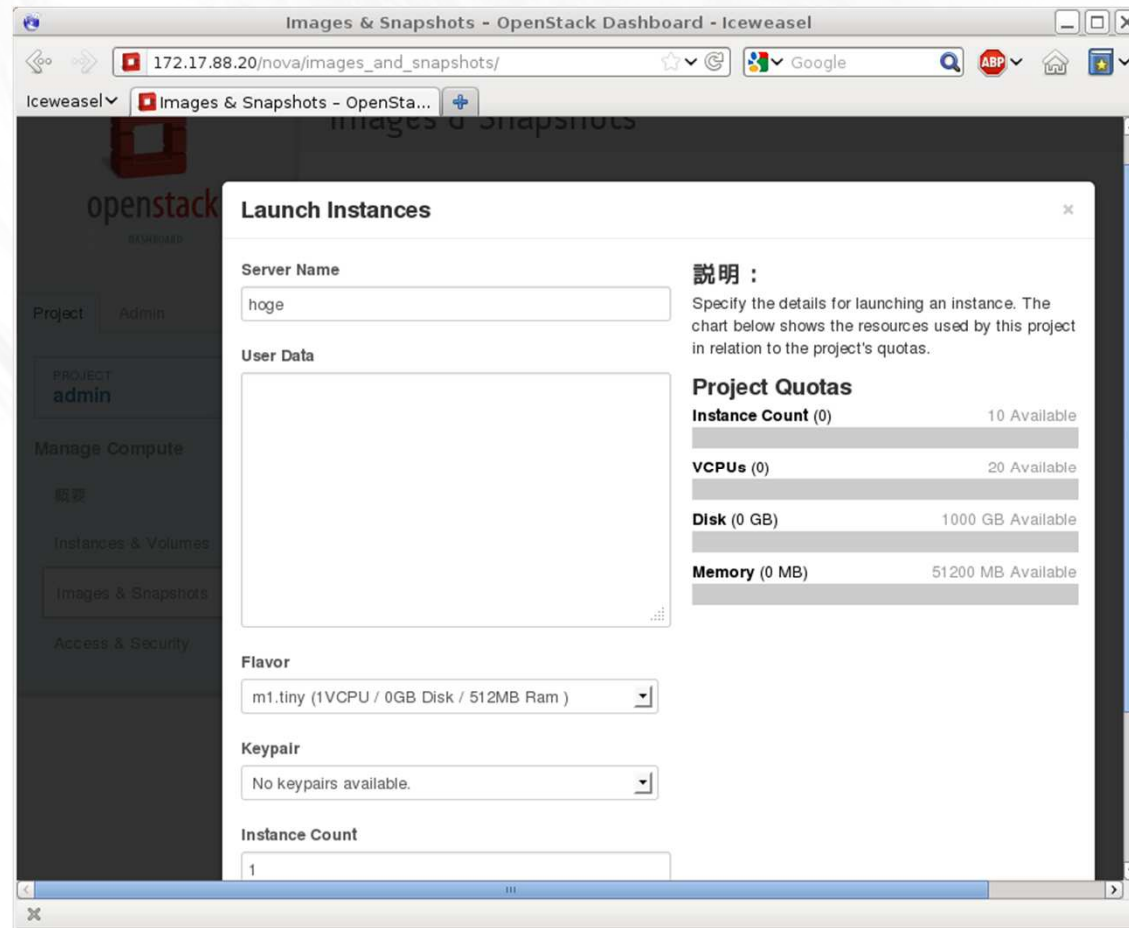 Images & Snapshots - OpenStack Dashboard - Iceweasel
172.17.88.20/nova/images_and_snapshots/
Google
ABP
Iceweasel
Images & Snapshots - OpenSta...
Images & Snapshots
openstack
DASHBOARD
Project
Admin
PROJECT
admin
Manage Compute
概要
Instances & Volumes
Images & Snapshots
Access & Security
Launch Instances
×
Server Name
hoge
User Data
Flavor
m1.tiny (1VCPU / 0GB Disk / 512MB Ram )
Keypair
No keypairs available.
Instance Count
1
説明：
Specify the details for launching an instance. The
chart below shows the resources used by this project
in relation to the project's quotas.
Project Quotas
Instance Count (0) 10 Available
VCPUs (0) 20 Available
Disk (0 GB) 1000 GB Available
Memory (0 MB) 51200 MB Available